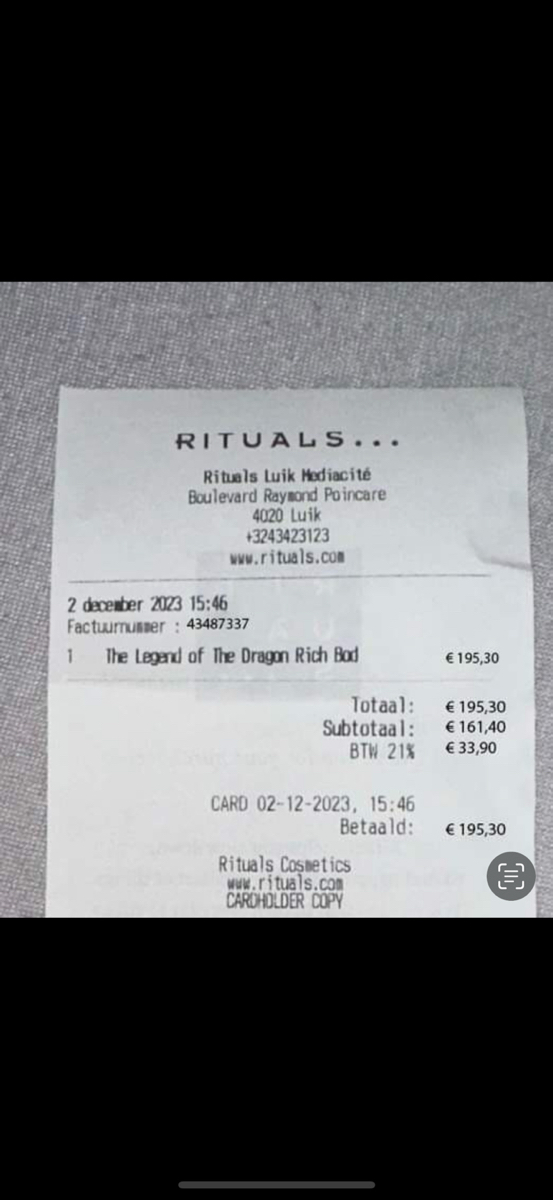 RITUALS...
Rituals Luik Mediacité
Boulevard Raymond Poincare
4020 Luik
+3243423123
www.rituals.com
2 december 2023 15:46
Factuurnummer : 43487337
1 The Legend of The Dragon Rich Bod € 195,30
Totaal: € 195,30
Subtotaal: € 161,40
BTW 21% € 33,90
CARD 02-12-2023, 15:46
Betaald: € 195,30
Rituals Cosmetics
www.rituals.com
CARDHOLDER COPY